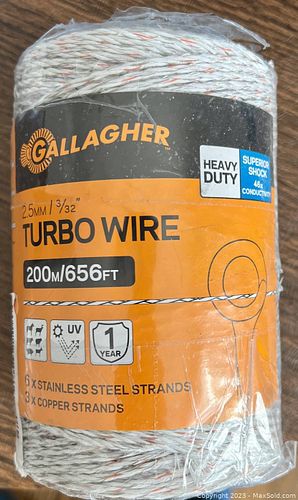 GALLAGHER
HEAVY DUTY
SUPERIOR SHOCK
46x CONDUCTIVITY
2.5MM / 3/32"
TURBO WIRE
200M/656FT
UV
1 YEAR
6 x STAINLESS STEEL STRANDS
3 x COPPER STRANDS
Copyright 2023 - MaxSold.com